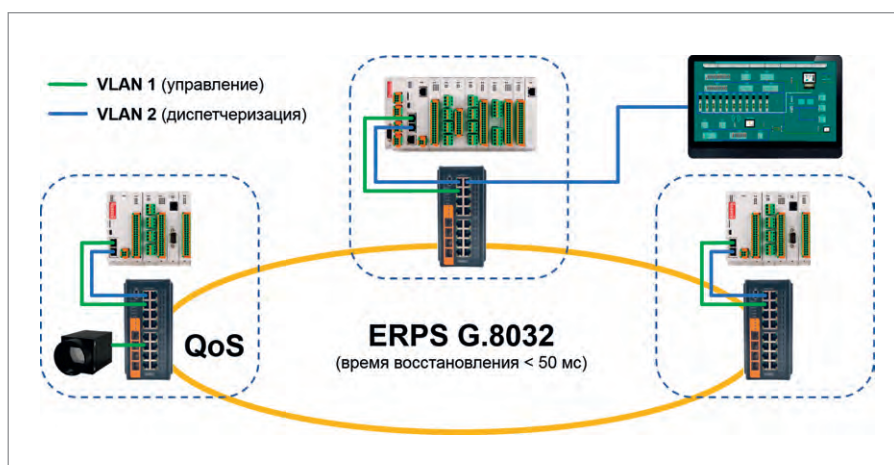 VLAN 1 (управление)
VLAN 2 (диспетчеризация)
QoS
ERPS G.8032
(время восстановления < 50 мс)